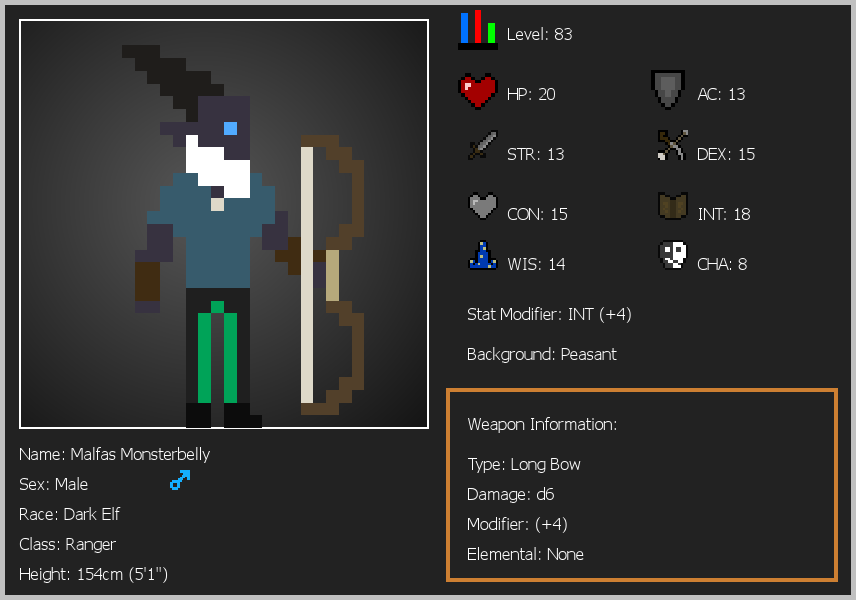 Level: 83
HP: 20
AC: 13
STR: 13
DEX: 15
CON: 15
INT: 18
WIS: 14
CHA: 8
Stat Modifier: INT (+4)
Background: Peasant
Weapon Information:
Type: Long Bow
Damage: d6
Modifier: (+4)
Elemental: None
Name: Malfas Monsterbelly
Sex: Male
Race: Dark Elf
Class: Ranger
Height: 154cm (5'1")